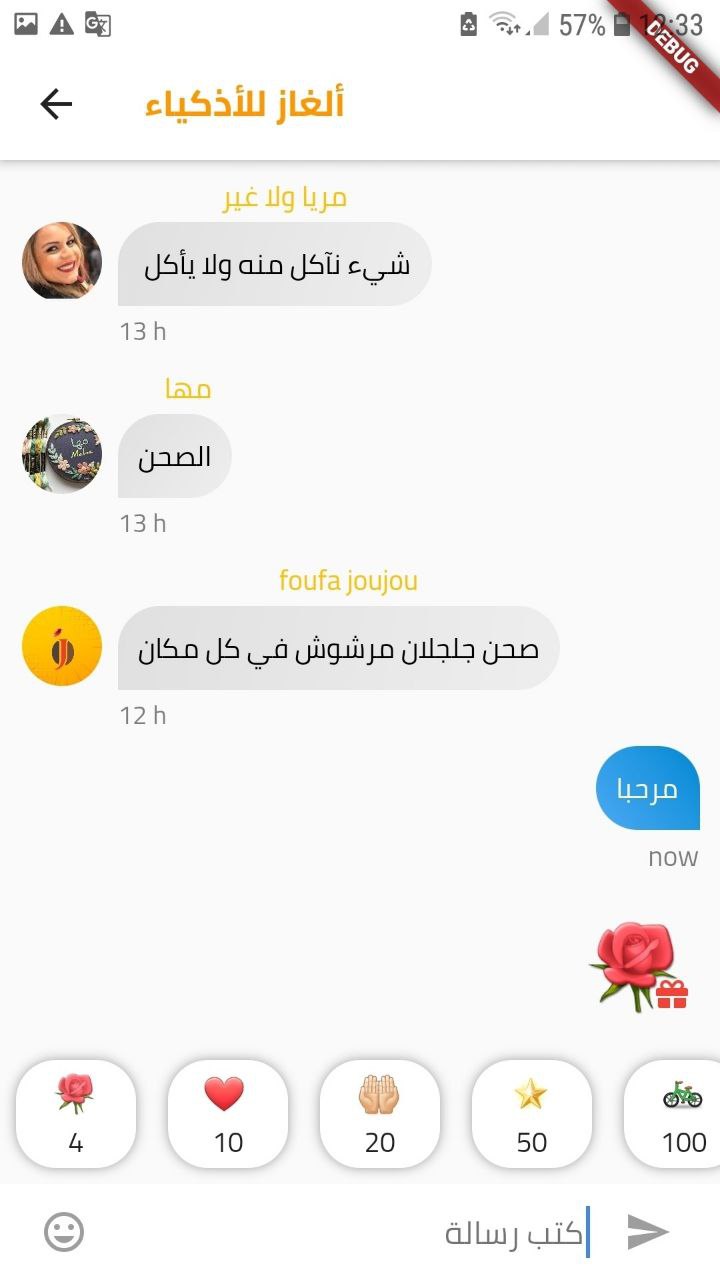 57%
12:33
DEBUG
ألغاز للأذكياء
مريا ولا غير
شيء نآكل منه ولا يأكل
13 h
مها
مها
الصحن
13 h
foufa joujou
صحن جلجلان مرشوش في كل مكان
12 h
مرحبا
now
4
10
20
50
100
كتب رسالة